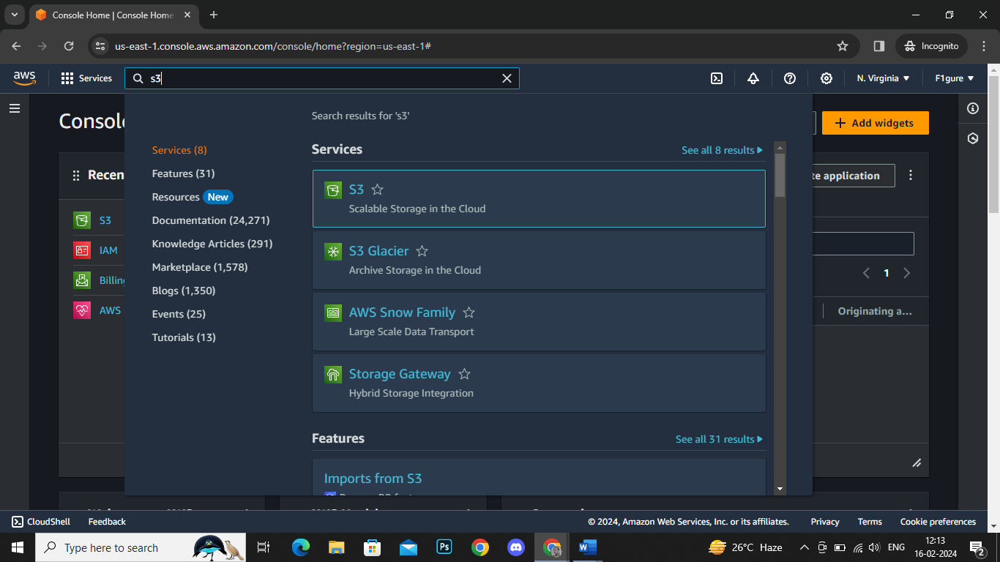 Console Home | Console Home
us-east-1.console.aws.amazon.com/console/home?region=us-east-1#
Incognito
aws
Services
s3
N. Virginia
F1gure
Consol
Add widgets
Search results for 's3'
Services (8)
Features (31)
Resources New
Documentation (24,271)
Knowledge Articles (291)
Marketplace (1,578)
Blogs (1,350)
Events (25)
Tutorials (13)
Services
See all 8 results
S3
Scalable Storage in the Cloud
S3 Glacier
Archive Storage in the Cloud
AWS Snow Family
Large Scale Data Transport
Storage Gateway
Hybrid Storage Integration
Features
See all 31 results
Imports from S3
Recen
S3
IAM
Billing
AWS
te application
1
Originating a...
CloudShell
Feedback
© 2024, Amazon Web Services, Inc. or its affiliates.
Privacy
Terms
Cookie preferences
Type here to search
Ps
26°C Haze
ENG
12:13
16-02-2024
2